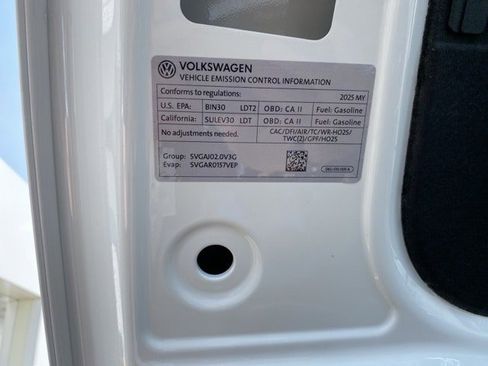 VOLKSWAGEN
VEHICLE EMISSION CONTROL INFORMATION
Conforms to regulations: 2025 MY
U.S. EPA: BIN30 LDT2 OBD: CA II Fuel: Gasoline
California: SULEV30 LDT OBD: CA II Fuel: Gasoline
No adjustments needed. CAC/DFI/AIR/TC/WR-HO2S/
TWC(2)/GPF/HO2S
Group: SVGAJ02.0V3G
Evap: SVGAR0157VEP